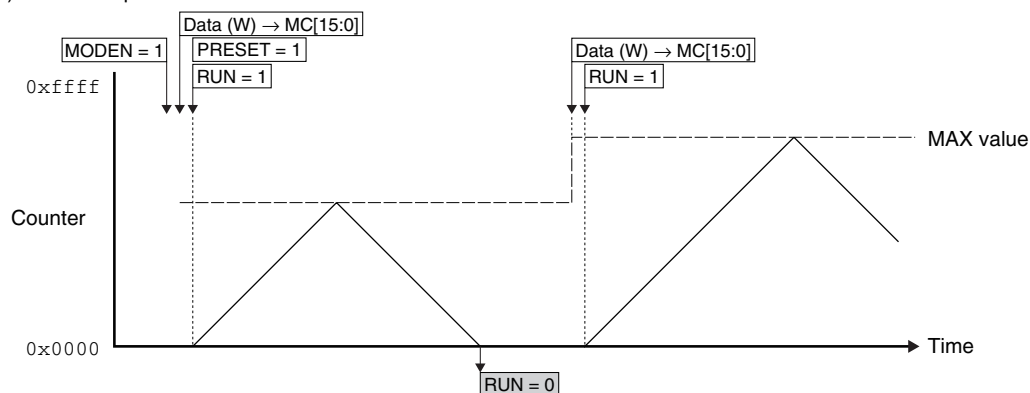 Data (W) → MC[15:0]
MODEN = 1
PRESET = 1
RUN = 1
Data (W) → MC[15:0]
RUN = 1
0xffff
MAX value
Counter
0x0000
Time
RUN = 0